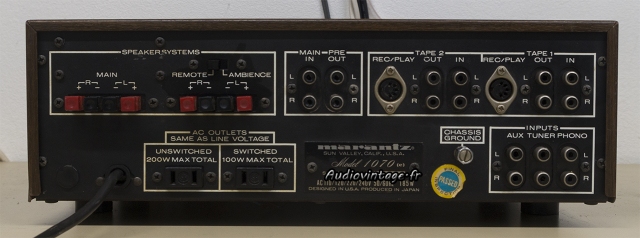 SPEAKER SYSTEMS
MAIN
REMOTE
AMBIENCE
+ R -
- L +
+ R -
- L +
MAIN PRE
IN OUT
L
R
TAPE 2
REC/PLAY OUT IN
L
R
TAPE 1
REC/PLAY OUT IN
L
R
AC OUTLETS
SAME AS LINE VOLTAGE
UNSWITCHED
200W MAX TOTAL
SWITCHED
100W MAX TOTAL
marantz
SUN VALLEY, CALIF., U.S.A.
Model 1070
Audiovintage.fr
DESIGNED IN U.S.A. PRODUCED IN JAPAN
CHASSIS
GROUND
PASSED
INPUTS
AUX TUNER PHONO
L
R